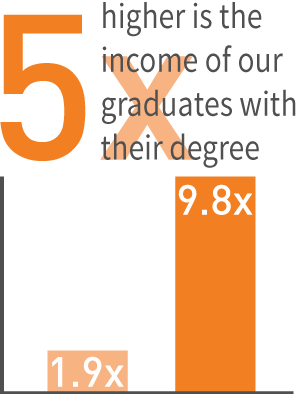 5x
higher is the
income of our
graduates with
their degree
9.8x
1.9x